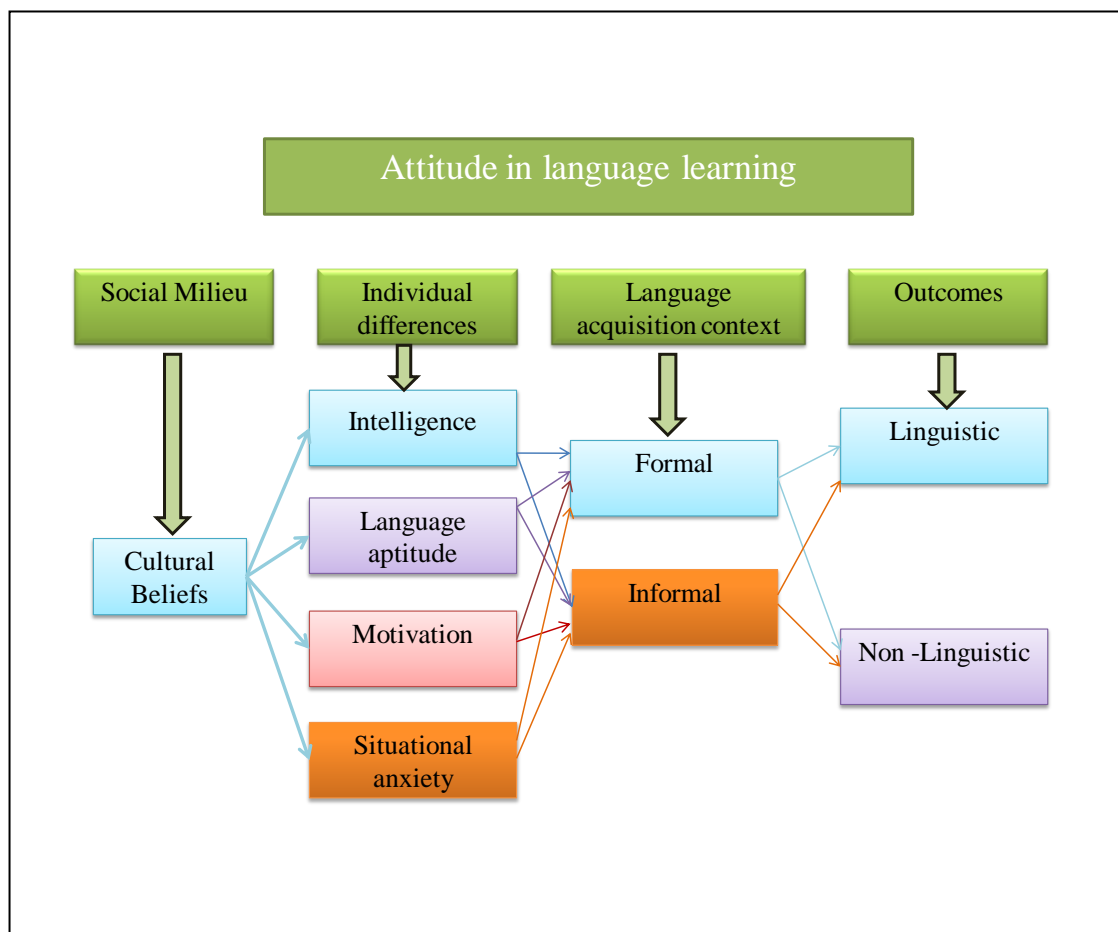 Attitude in language learning
Social Milieu
Individual
differences
Language
acquisition context
Outcomes
Intelligence
Linguistic
Formal
Language
aptitude
Cultural
Beliefs
Informal
Motivation
Non -Linguistic
Situational
anxiety